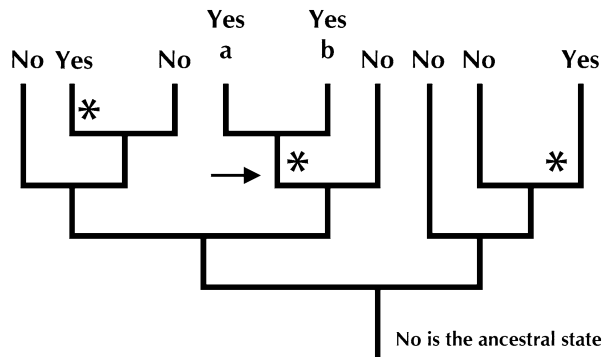 Yes Yes
No Yes No a b No No No Yes
* * *
No is the ancestral state